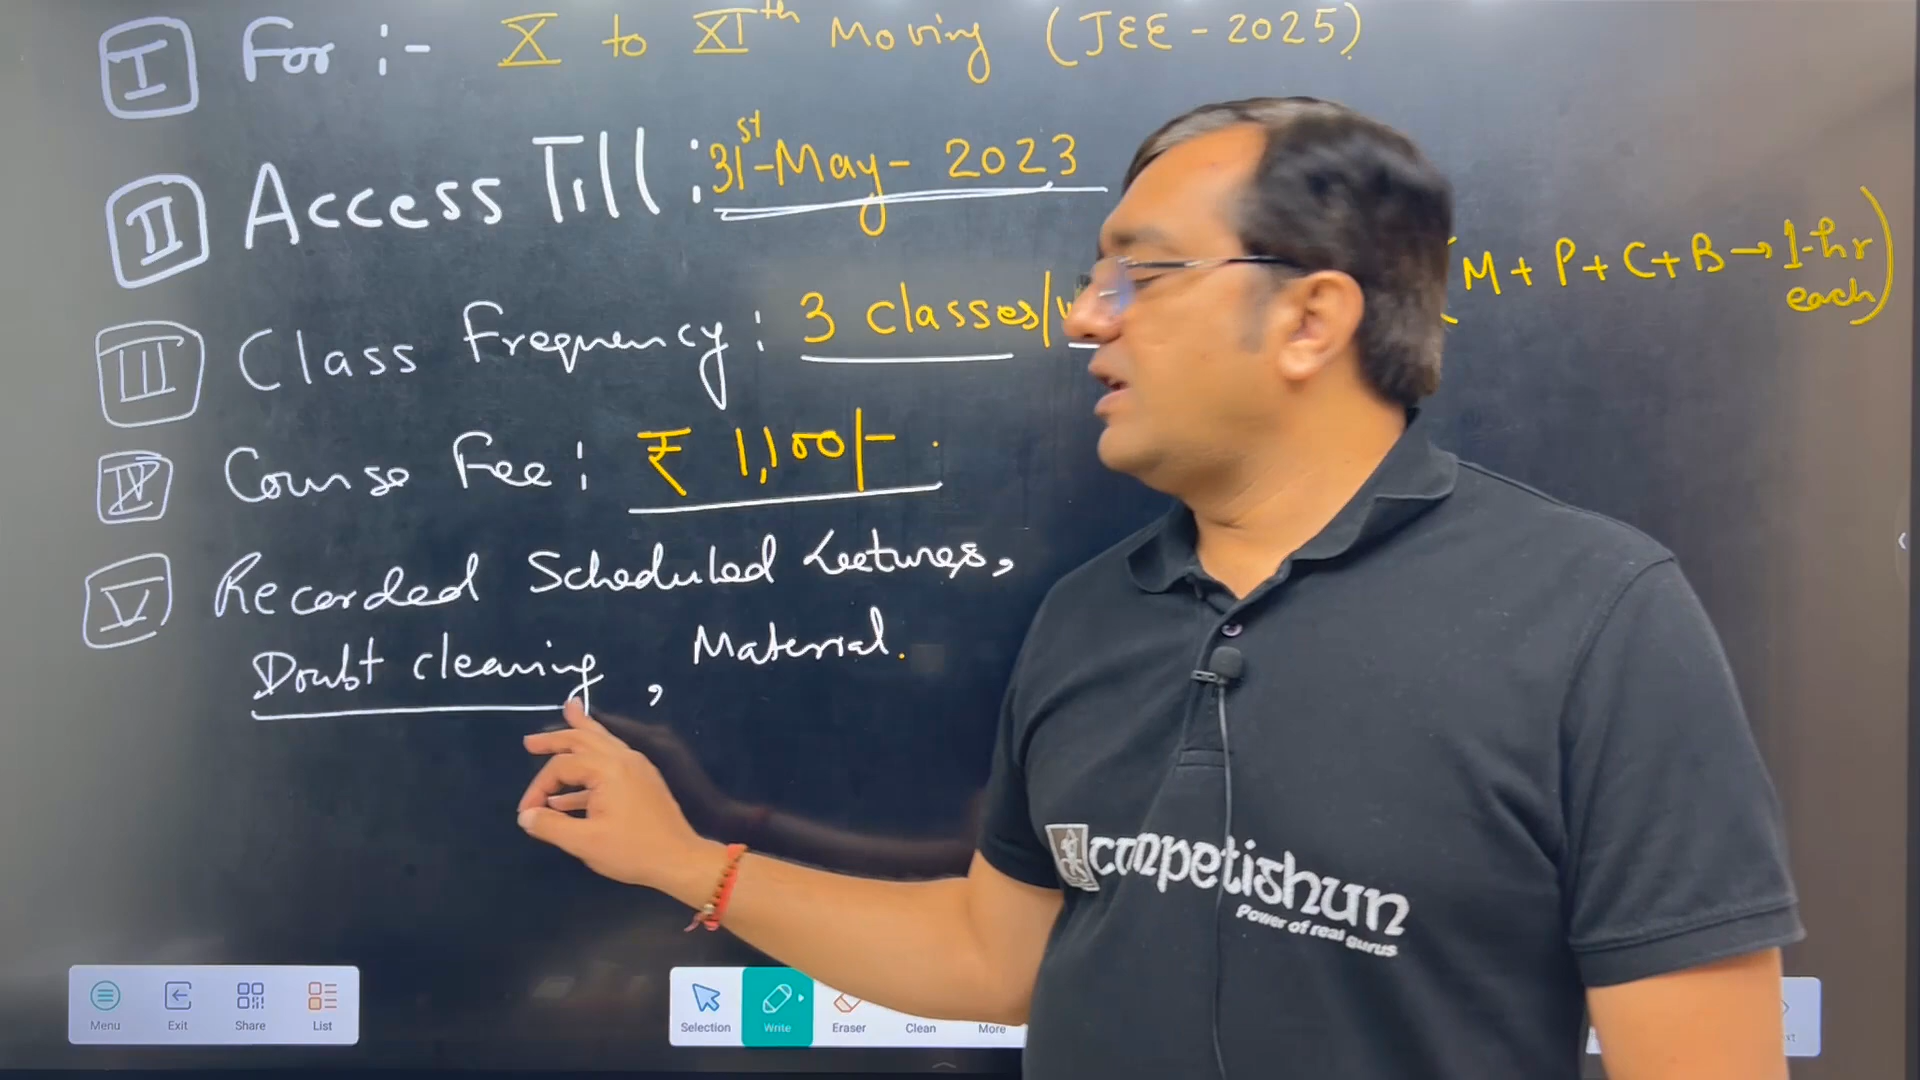 I For :- X to XIth Moving (JEE - 2025)
II Access Till : 31st-May- 2023
III Class Frequency : 3 classes/ (M + P + C + B → 1-hr each)
IV Course Fee : ₹ 1,100/- .
V Recorded Scheduled Lectures,
Doubt clearing , Material.
competishun
Power of real gurus
Menu Exit Share List
Selection Write Eraser Clean More